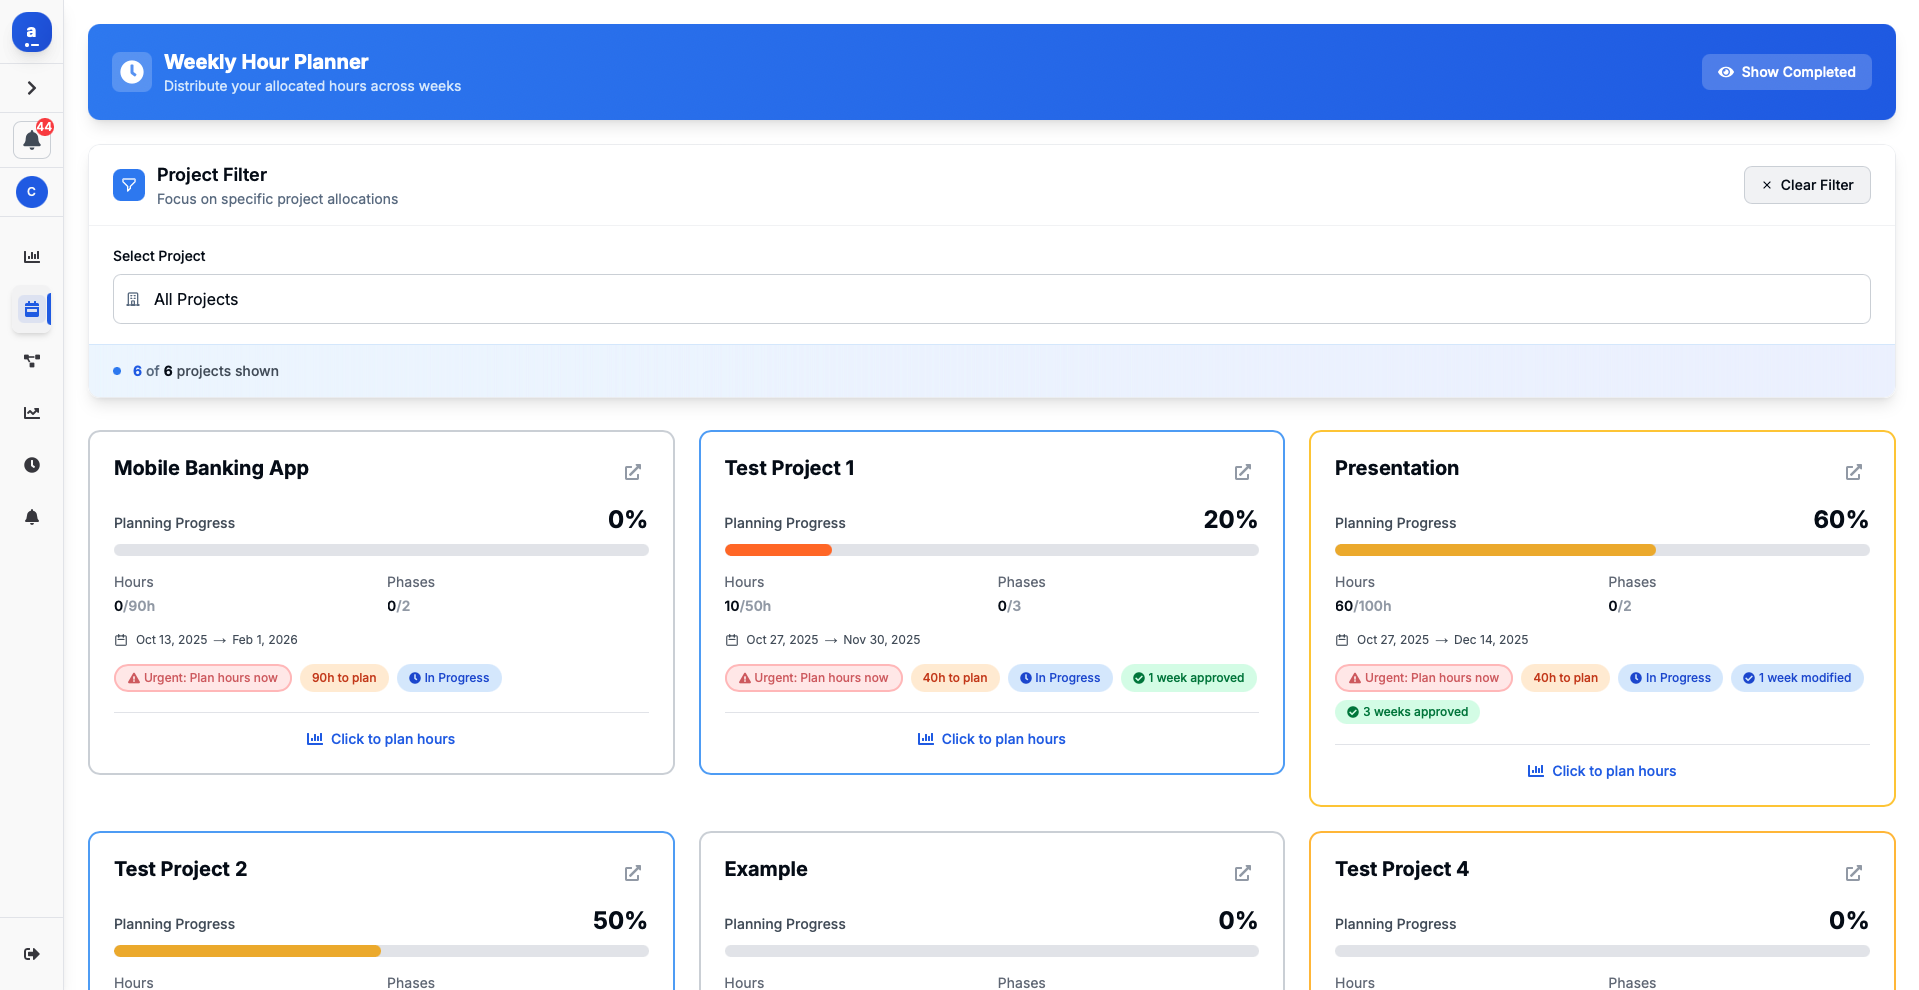 a
Weekly Hour Planner
Distribute your allocated hours across weeks
Show Completed
44
C
Project Filter
Focus on specific project allocations
Clear Filter
Select Project
All Projects
6 of 6 projects shown
Mobile Banking App
Planning Progress 0%
Hours Phases
0/90h 0/2
Oct 13, 2025 → Feb 1, 2026
Urgent: Plan hours now 90h to plan In Progress
Click to plan hours
Test Project 1
Planning Progress 20%
Hours Phases
10/50h 0/3
Oct 27, 2025 → Nov 30, 2025
Urgent: Plan hours now 40h to plan In Progress 1 week approved
Click to plan hours
Presentation
Planning Progress 60%
Hours Phases
60/100h 0/2
Oct 27, 2025 → Dec 14, 2025
Urgent: Plan hours now 40h to plan In Progress 1 week modified
3 weeks approved
Click to plan hours
Test Project 2
Planning Progress 50%
Hours Phases
Example
Planning Progress 0%
Hours Phases
Test Project 4
Planning Progress 0%
Hours Phases